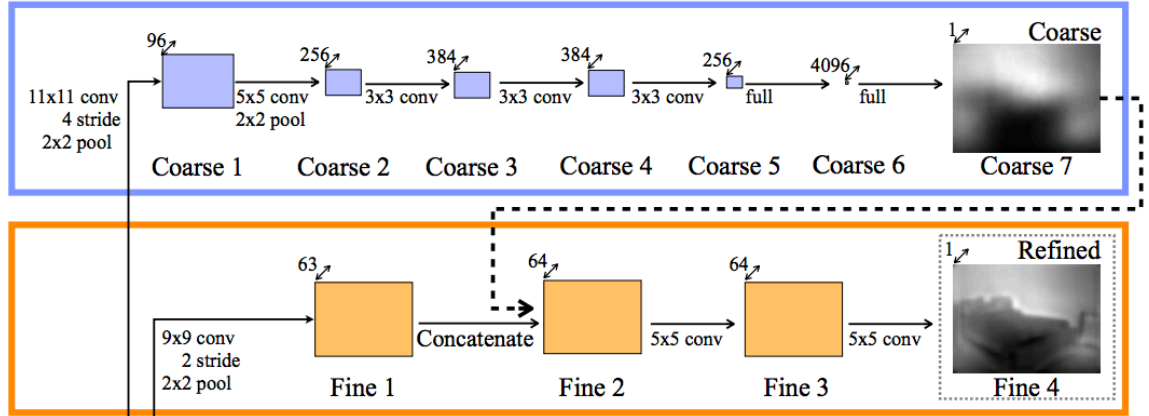 96
11x11 conv
4 stride
2x2 pool
Coarse 1
5x5 conv
2x2 pool
256
Coarse 2
3x3 conv
384
Coarse 3
3x3 conv
384
Coarse 4
3x3 conv
256
Coarse 5
full
4096
Coarse 6
full
1
Coarse
Coarse 7
9x9 conv
2 stride
2x2 pool
63
Fine 1
Concatenate
64
Fine 2
5x5 conv
64
Fine 3
5x5 conv
1
Refined
Fine 4